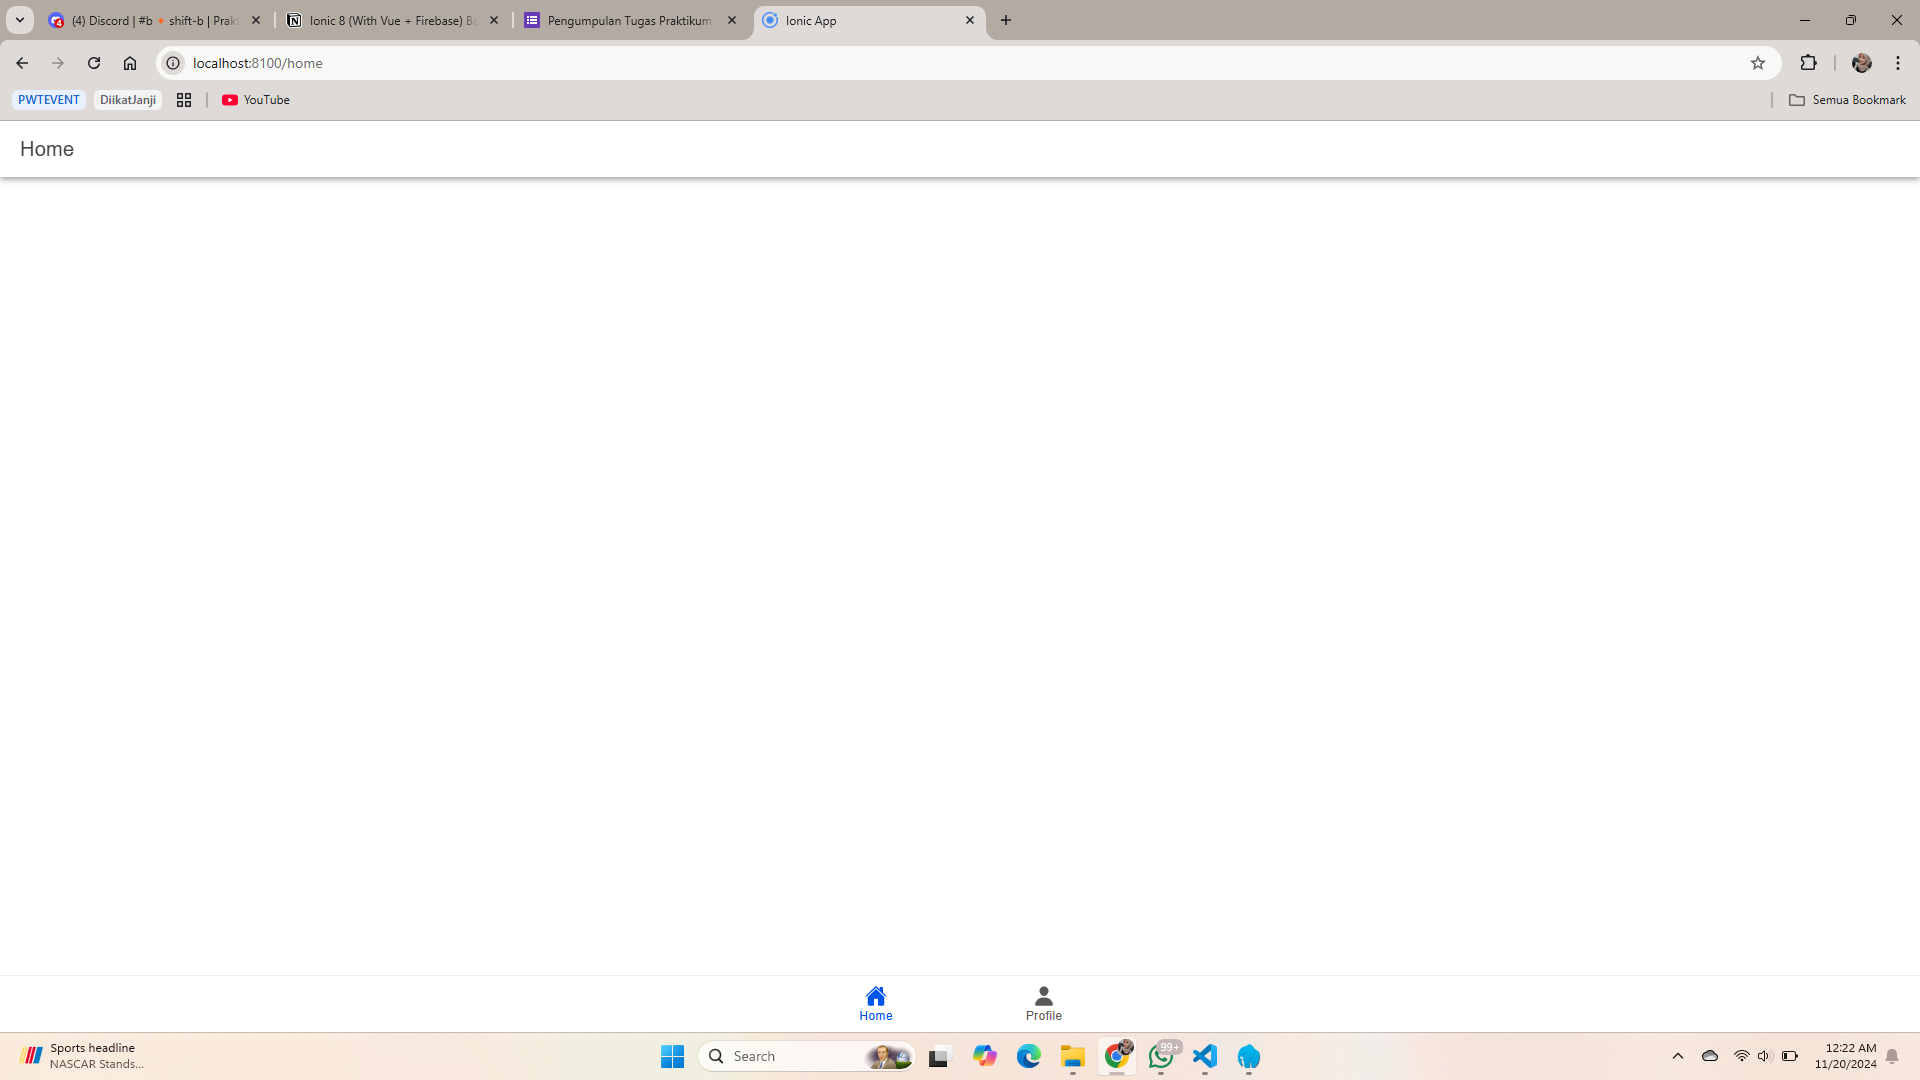 (4) Discord | #b shift-b | Prak
Ionic 8 (With Vue + Firebase) Ba
Pengumpulan Tugas Praktikum
Ionic App
localhost:8100/home
PWTEVENT
DiikatJanji
YouTube
Semua Bookmark
Home
Home
Profile
Sports headline
NASCAR Stands...
Search
99+
12:22 AM
11/20/2024